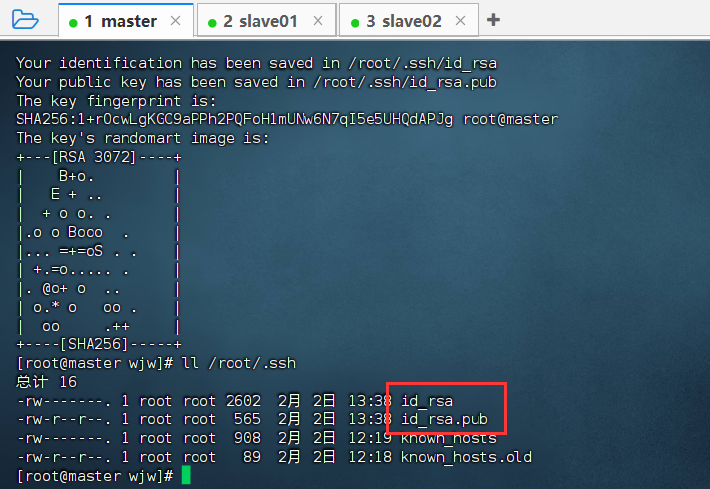 1 master × 2 slave01 × 3 slave02 × +
Your identification has been saved in /root/.ssh/id_rsa
Your public key has been saved in /root/.ssh/id_rsa.pub
The key fingerprint is:
SHA256:1+rOcwLgKGC9aPPh2PQFoH1mUNw6N7qI5e5UHQdAPJg root@master
The key's randomart image is:
+---[RSA 3072]----+
|    B+o.         |
|   E + ..        |
|  + o o. .       |
|.o o Booo  .     |
|... =+=oS . .    |
| +.=o..... .     |
|. @o+ o  ..      |
| o.* o   oo .    |
|  oo     .++     |
+----[SHA256]-----+
[root@master wjw]# ll /root/.ssh
总计 16
-rw-------. 1 root root 2602  2月  2日 13:38 id_rsa
-rw-r--r--. 1 root root  565  2月  2日 13:38 id_rsa.pub
-rw-------. 1 root root  908  2月  2日 12:19 known_hosts
-rw-r--r--. 1 root root   89  2月  2日 12:18 known_hosts.old
[root@master wjw]#